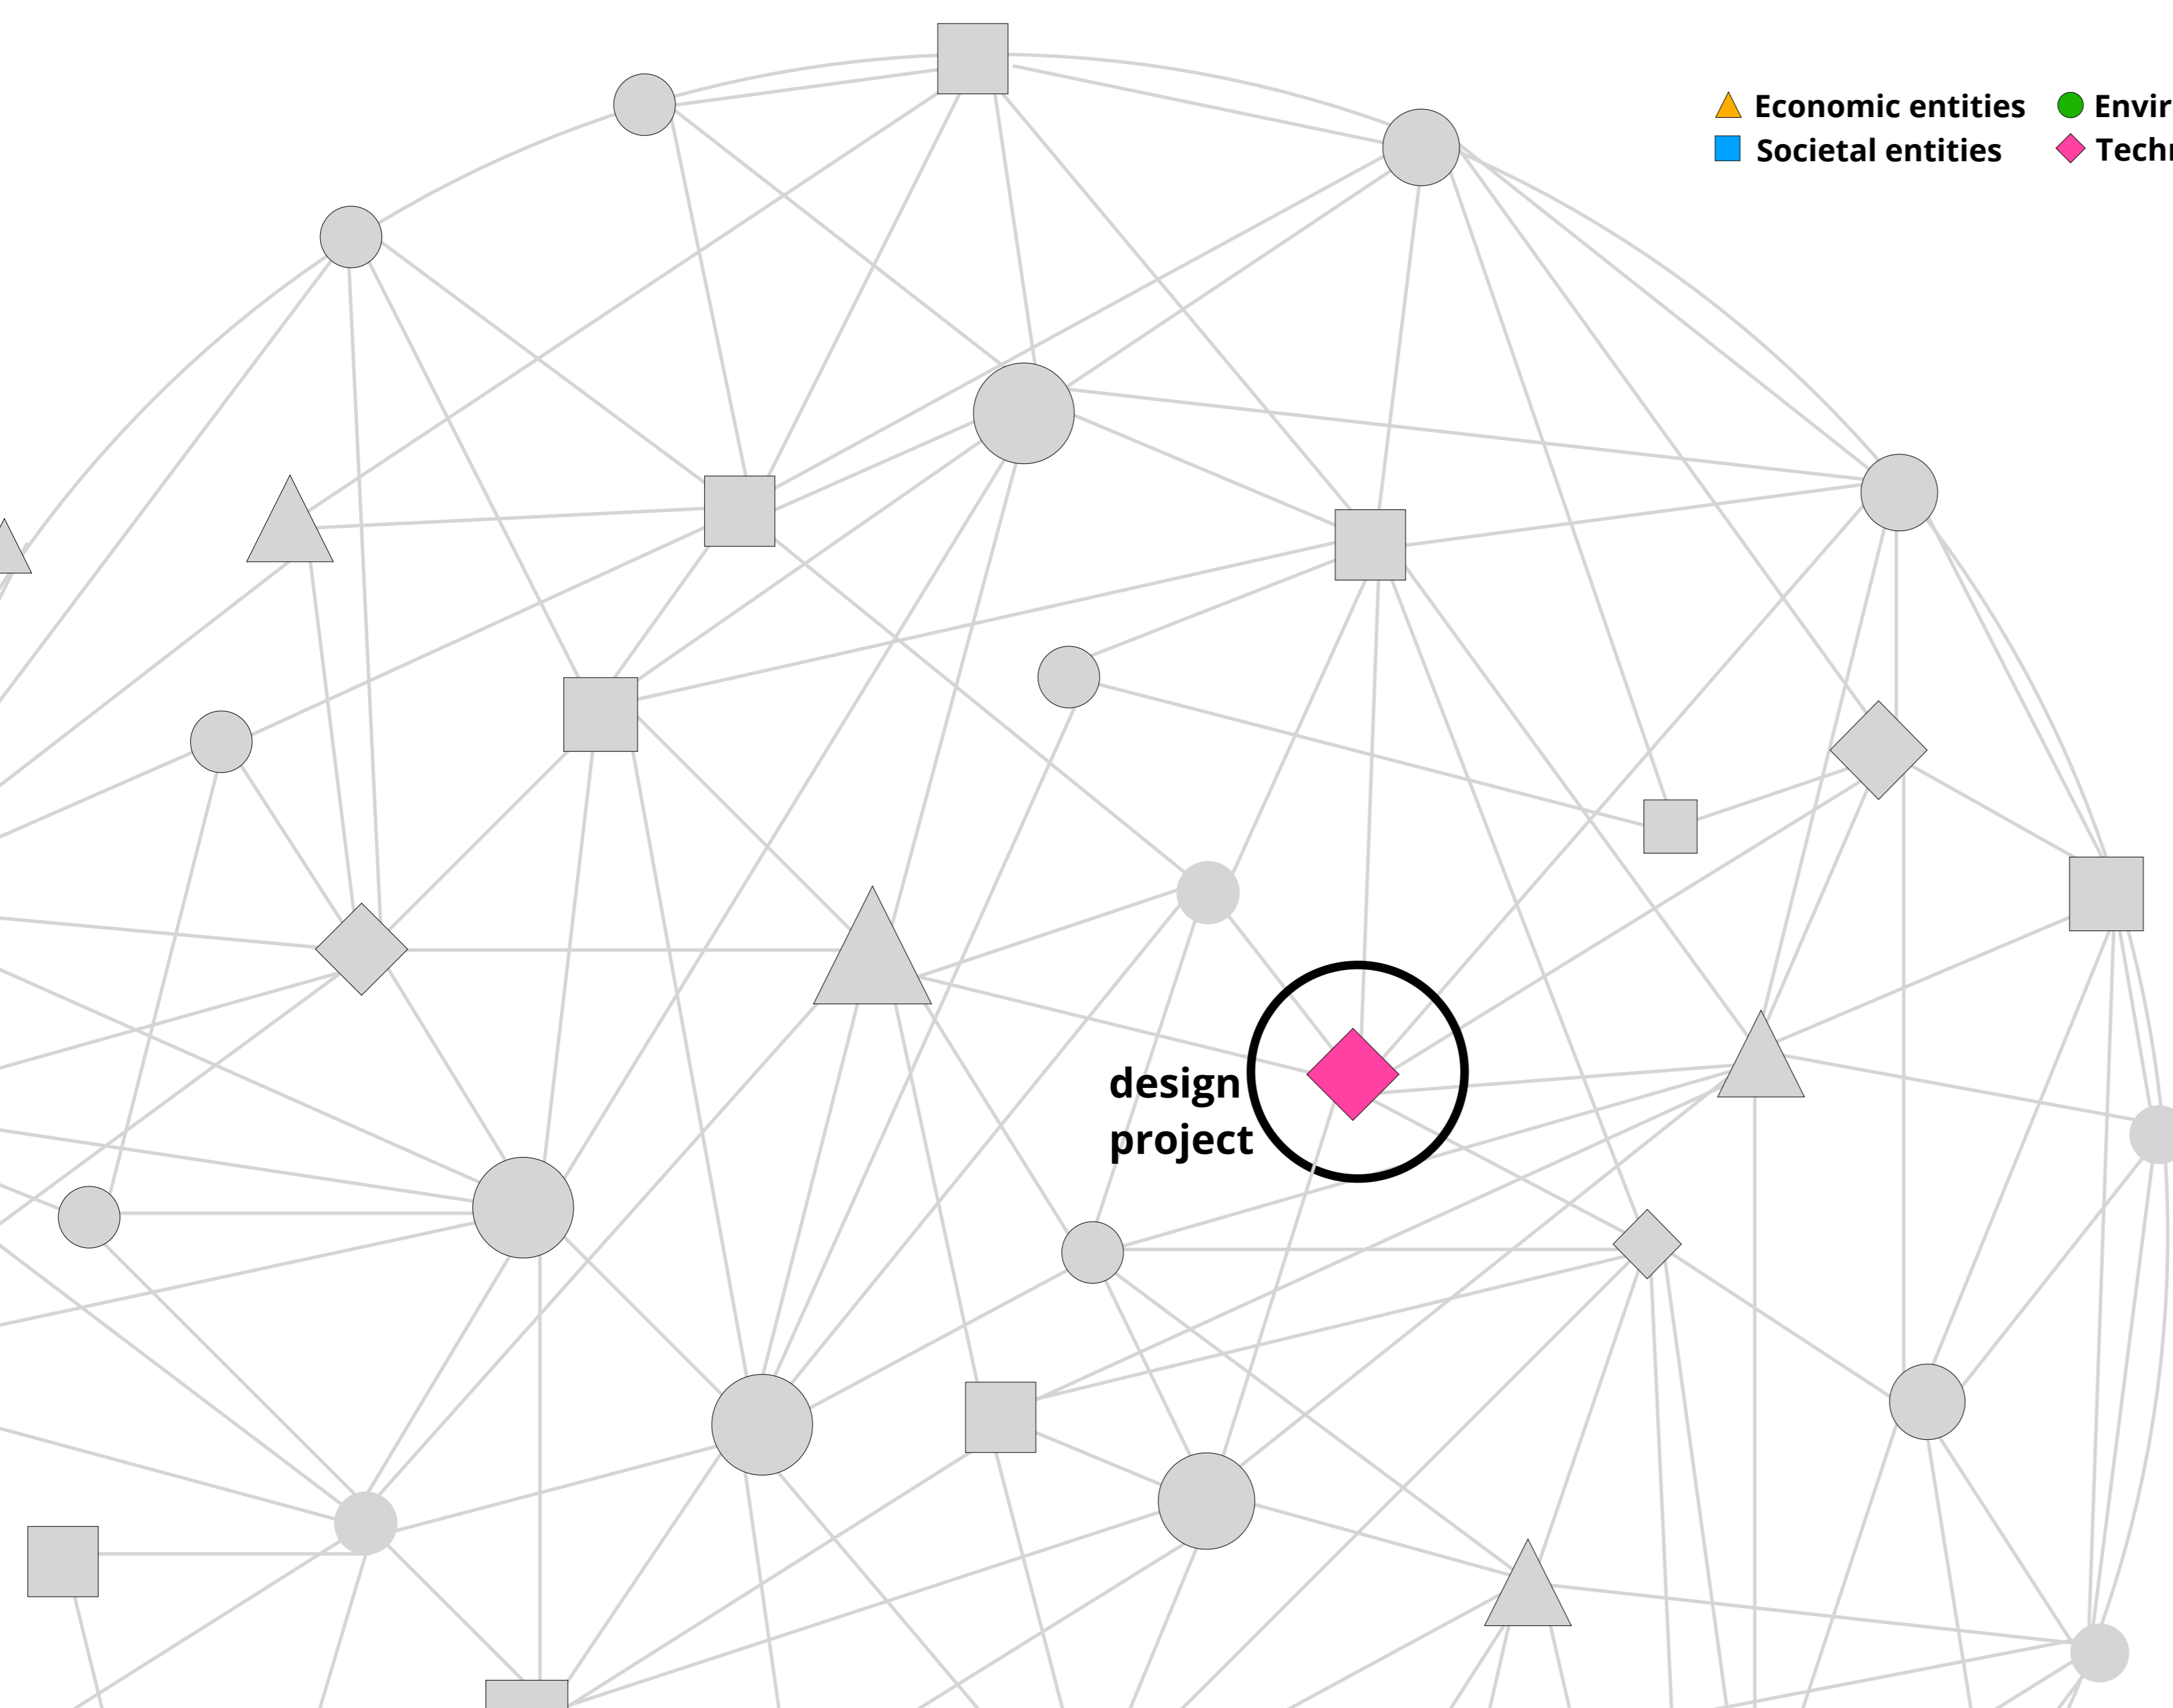 Economic entities
Envir
Societal entities
Techn
design
project